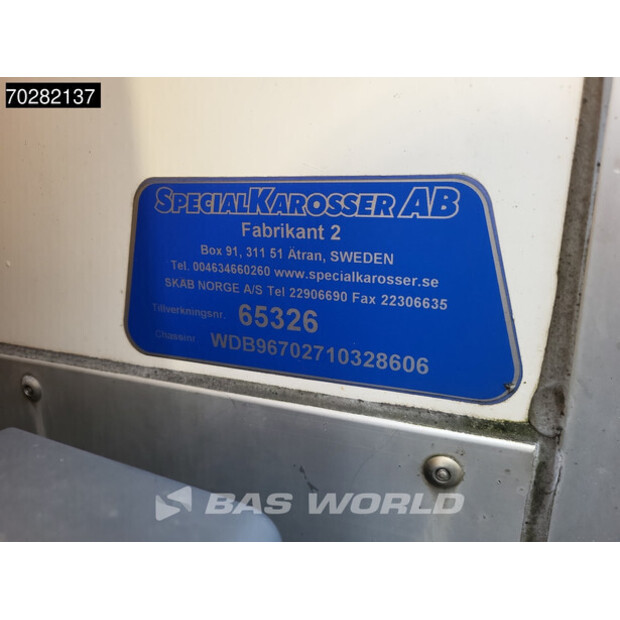 70282137
SPECIALKAROSSER AB
Fabrikant 2
Box 91, 311 51 Ätran, SWEDEN
Tel. 004634660260 www.specialkarosser.se
SKAB NORGE A/S Tel 22906690 Fax 22306635
Tillverkningsnr. 65326
Chassinr WDB96702710328606
BAS WORLD